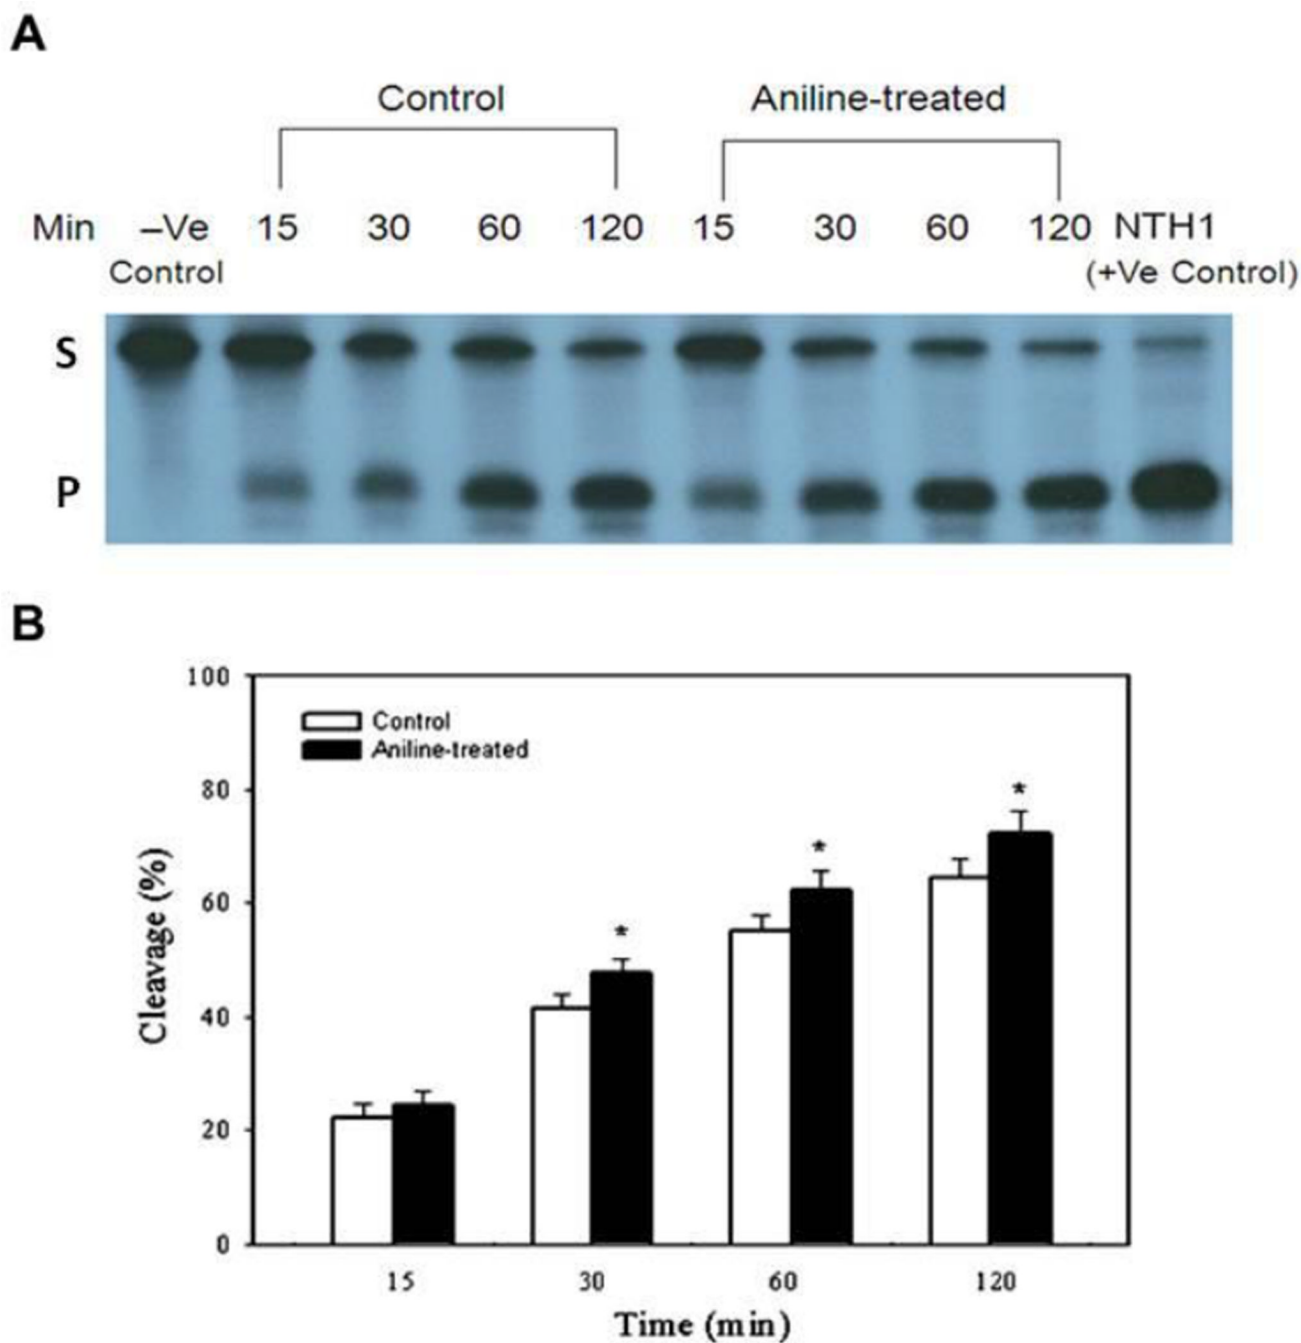 A
Control Aniline-treated
Min –Ve 15 30 60 120 15 30 60 120 NTH1
Control (+Ve Control)
S
P
B
100
Control
Aniline-treated
80
*
*
60
*
40
20
0
Cleavage (%)
15 30 60 120
Time (min)